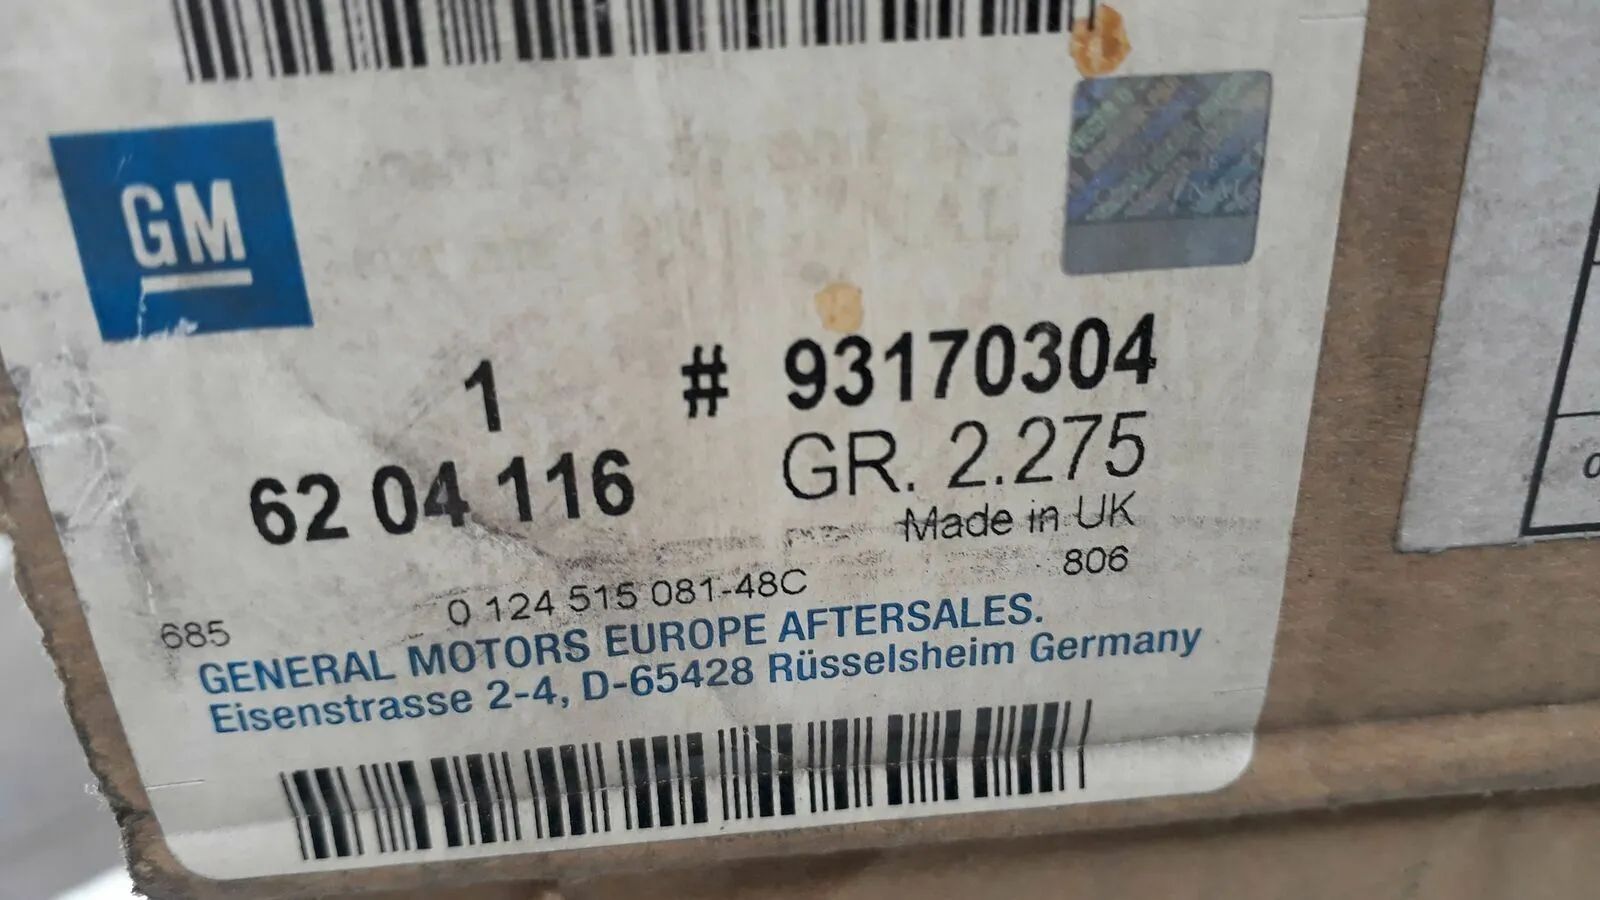 GM
1 # 93170304
62 04 116 GR. 2.275
Made in UK
806
0 124 515 081-48C
685
GENERAL MOTORS EUROPE AFTERSALES.
Eisenstrasse 2-4, D-65428 Rüsselsheim Germany